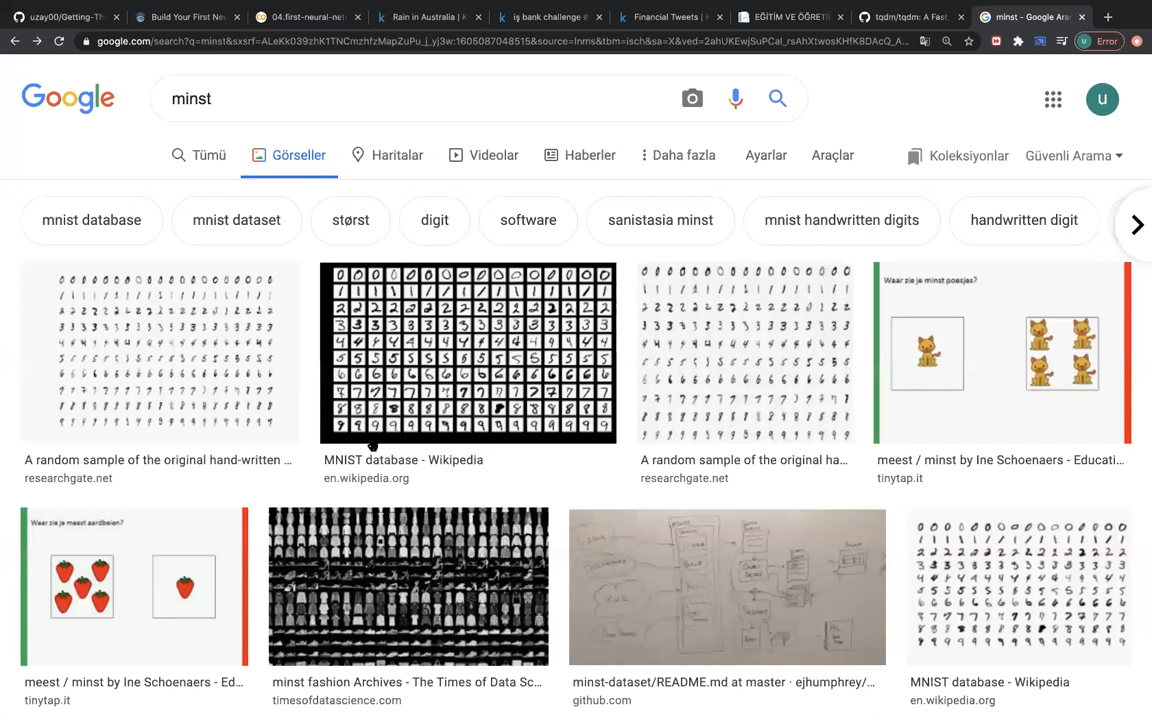 uzay00/Getting-Th
Build Your First Neu
04.first-neural-net
Rain in Australia | K
iş bank challenge #
Financial Tweets | K
EĞİTİM VE ÖĞRETİ
tqdm/tqdm: A Fast,
minst - Google Ara
google.com/search?q=minst&sxsrf=ALeKk039zhK1TNCmzhfzMapZuPu_j_yj3w:1605087048515&source=lnms&tbm=isch&sa=X&ved=2ahUKEwjSuPCal_rsAhXtwosKHfK8DAcQ_A...
u Error
Google
minst
u
Tümü
Görseller
Haritalar
Videolar
Haberler
Daha fazla
Ayarlar
Araçlar
Koleksiyonlar
Güvenli Arama
mnist database
mnist dataset
størst
digit
software
sanistasia minst
mnist handwritten digits
handwritten digit
Waar zie je minst poesjes?
A random sample of the original hand-written ...
researchgate.net
MNIST database - Wikipedia
en.wikipedia.org
A random sample of the original ha...
researchgate.net
meest / minst by Ine Schoenaers - Educati...
tinytap.it
Waar zie je meest aardbeien?
meest / minst by Ine Schoenaers - Ed...
tinytap.it
minst fashion Archives - The Times of Data Sc...
timesofdatascience.com
minst-dataset/README.md at master · ejhumphrey/...
github.com
MNIST database - Wikipedia
en.wikipedia.org